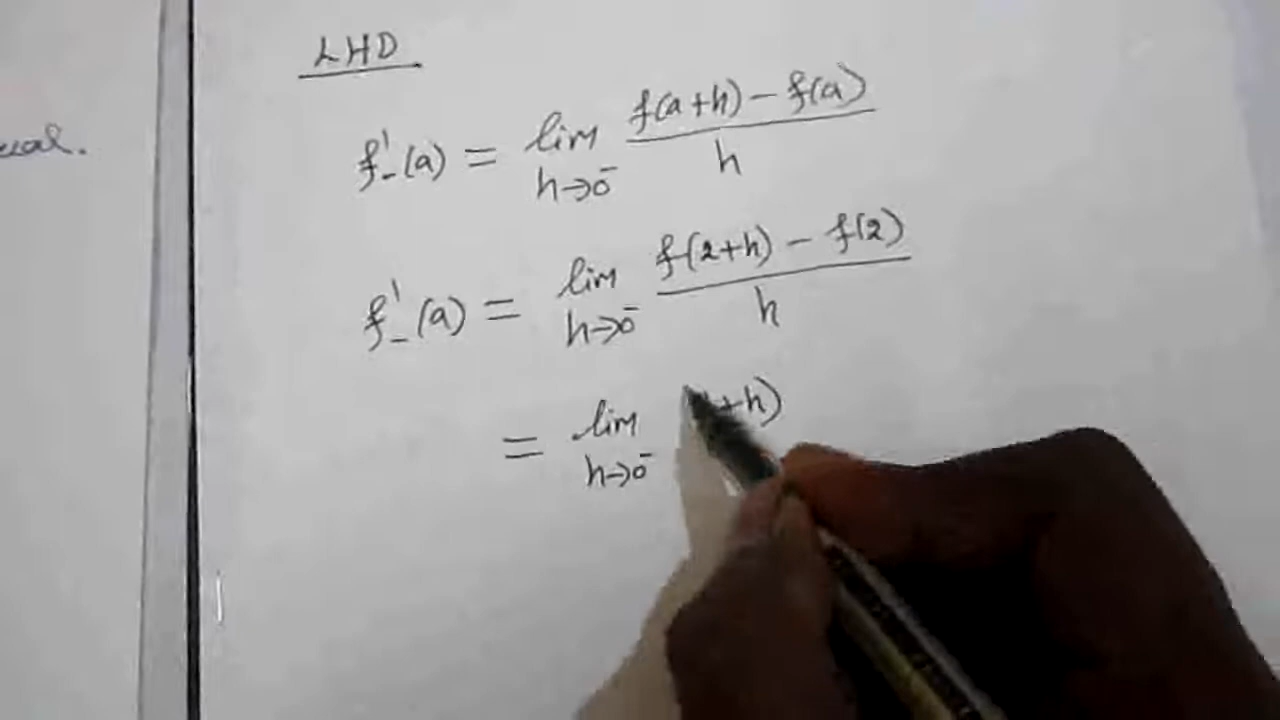 LHD
f'₋(a) = lim h→0⁻ f(a+h) − f(a) / h
f'₋(a) = lim h→0⁻ f(2+h) − f(2) / h
= lim h→0⁻ +h)